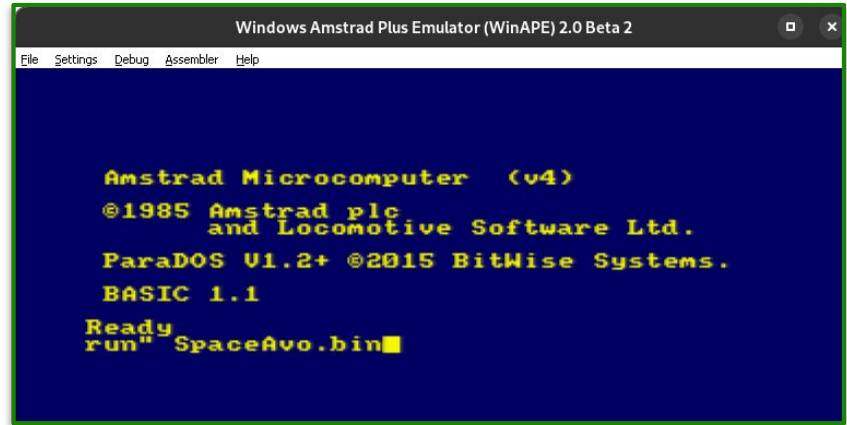 Windows Amstrad Plus Emulator (WinAPE) 2.0 Beta 2
File Settings Debug Assembler Help
Amstrad Microcomputer (v4)
©1985 Amstrad plc
and Locomotive Software Ltd.
ParaDOS V1.2+ ©2015 BitWise Systems.
BASIC 1.1
Ready
run" SpaceAvo.bin